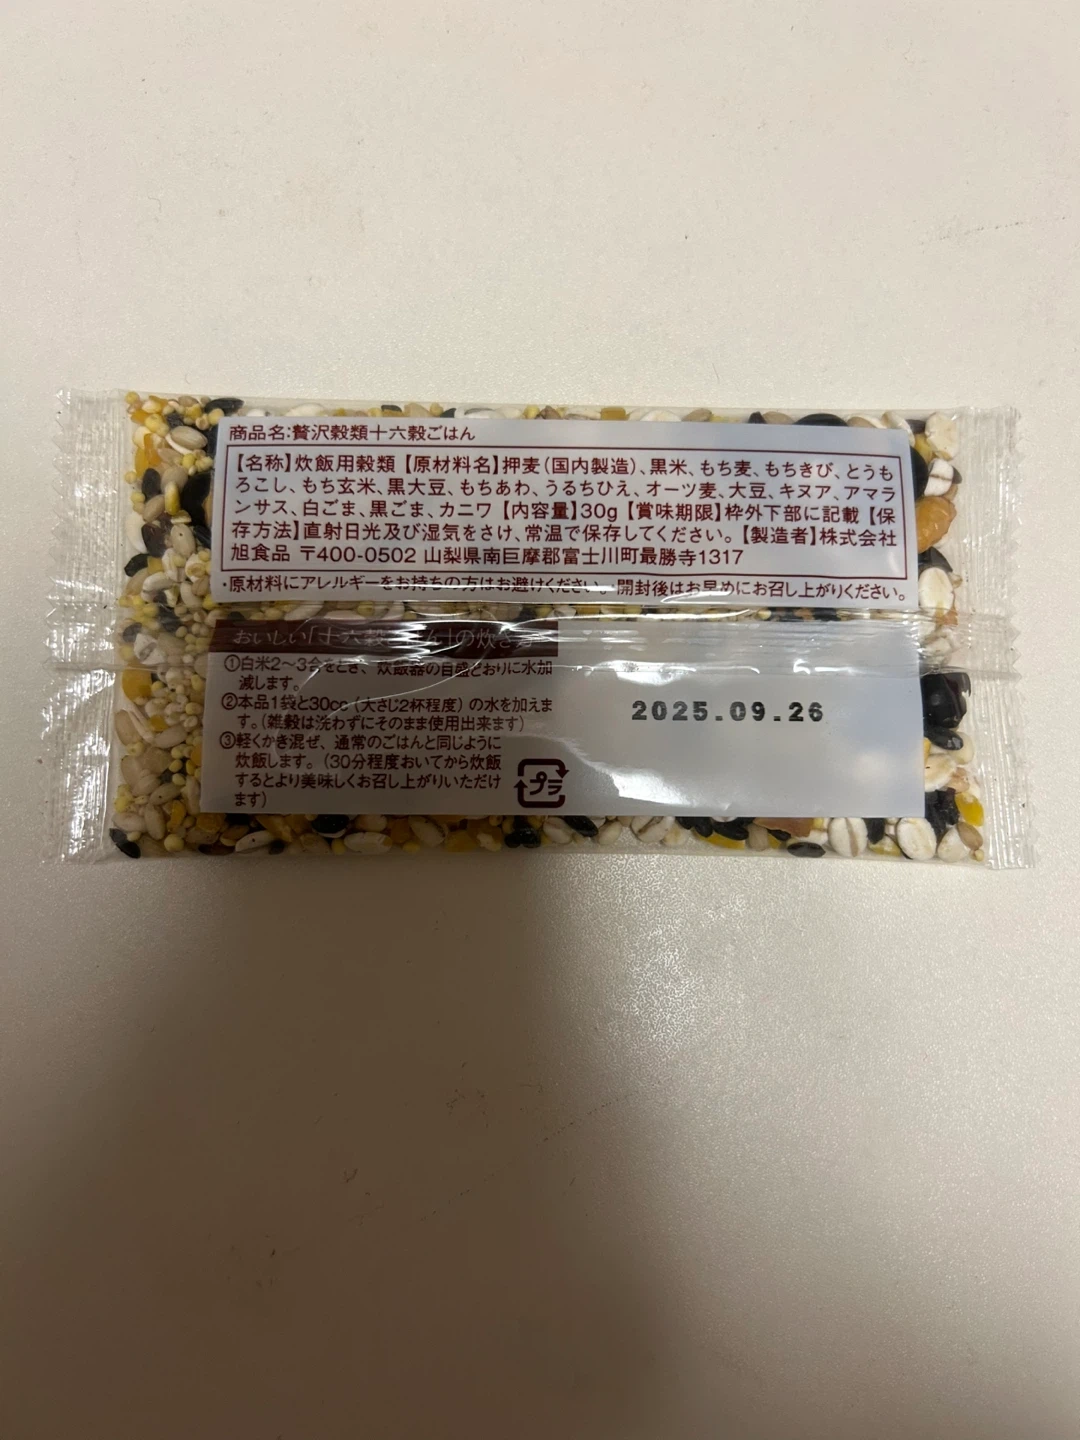 商品名:贅沢穀類十六穀ごはん
【名称】炊飯用穀類【原材料名】押麦(国内製造)、黒米、もち麦、もちきび、とうも
ろこし、もち玄米、黒大豆、もちあわ、うるちひえ、オーツ麦、大豆、キヌア、アマラ
ンサス、白ごま、黒ごま、カニワ【内容量】30g【賞味期限】枠外下部に記載【保
存方法】直射日光及び湿気をさけ、常温で保存してください。【製造者】株式会社
旭食品 〒400-0502 山梨県南巨摩郡富士川町最勝寺1317
・原材料にアレルギーをお持ちの方はお避けください。開封後はお早めにお召し上がりください。
おいしい「十六穀ごはん」の炊き方
①白米2〜3合をとぎ、炊飯器の目盛どおりに水加
減します。
②本品1袋と30cc(大さじ2杯程度)の水を加えま
す。(雑穀は洗わずにそのまま使用出来ます)
③軽くかき混ぜ、通常のごはんと同じように
炊飯します。(30分程度おいてから炊飯
するとより美味しくお召し上がりいただけ
ます)
プラ
2025.09.26